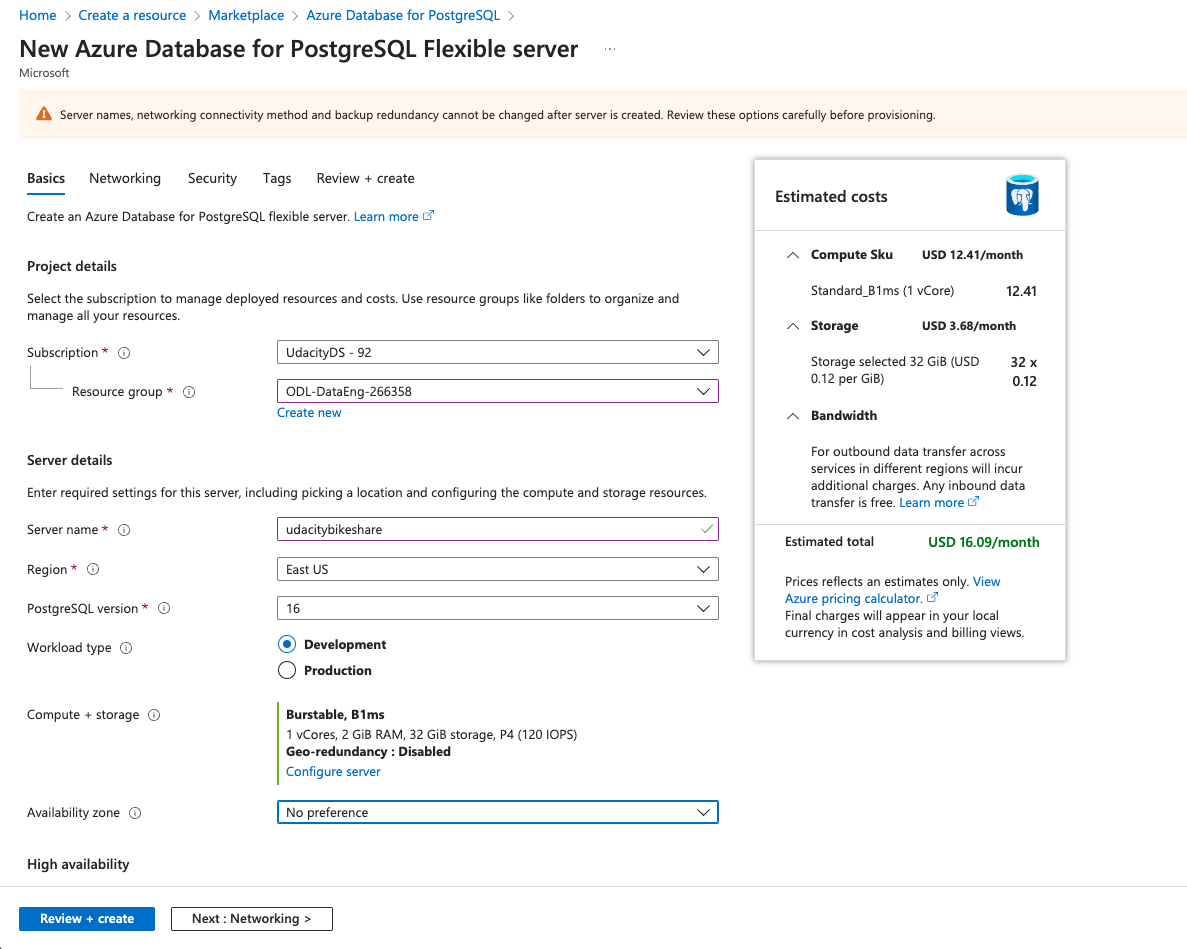 Home > Create a resource > Marketplace > Azure Database for PostgreSQL >
New Azure Database for PostgreSQL Flexible server ...
Microsoft
Server names, networking connectivity method and backup redundancy cannot be changed after server is created. Review these options carefully before provisioning.
Basics Networking Security Tags Review + create
Create an Azure Database for PostgreSQL flexible server. Learn more
Project details
Select the subscription to manage deployed resources and costs. Use resource groups like folders to organize and
manage all your resources.
Subscription *
UdacityDS - 92
Resource group *
ODL-DataEng-266358
Create new
Server details
Enter required settings for this server, including picking a location and configuring the compute and storage resources.
Server name *
udacitybikeshare
Region *
East US
PostgreSQL version *
16
Workload type
Development
Production
Compute + storage
Burstable, B1ms
1 vCores, 2 GiB RAM, 32 GiB storage, P4 (120 IOPS)
Geo-redundancy : Disabled
Configure server
Availability zone
No preference
High availability
Estimated costs
Compute Sku USD 12.41/month
Standard_B1ms (1 vCore) 12.41
Storage USD 3.68/month
Storage selected 32 GiB (USD 32 x
0.12 per GiB) 0.12
Bandwidth
For outbound data transfer across
services in different regions will incur
additional charges. Any inbound data
transfer is free. Learn more
Estimated total USD 16.09/month
Prices reflects an estimates only. View
Azure pricing calculator.
Final charges will appear in your local
currency in cost analysis and billing views.
Review + create
Next : Networking >